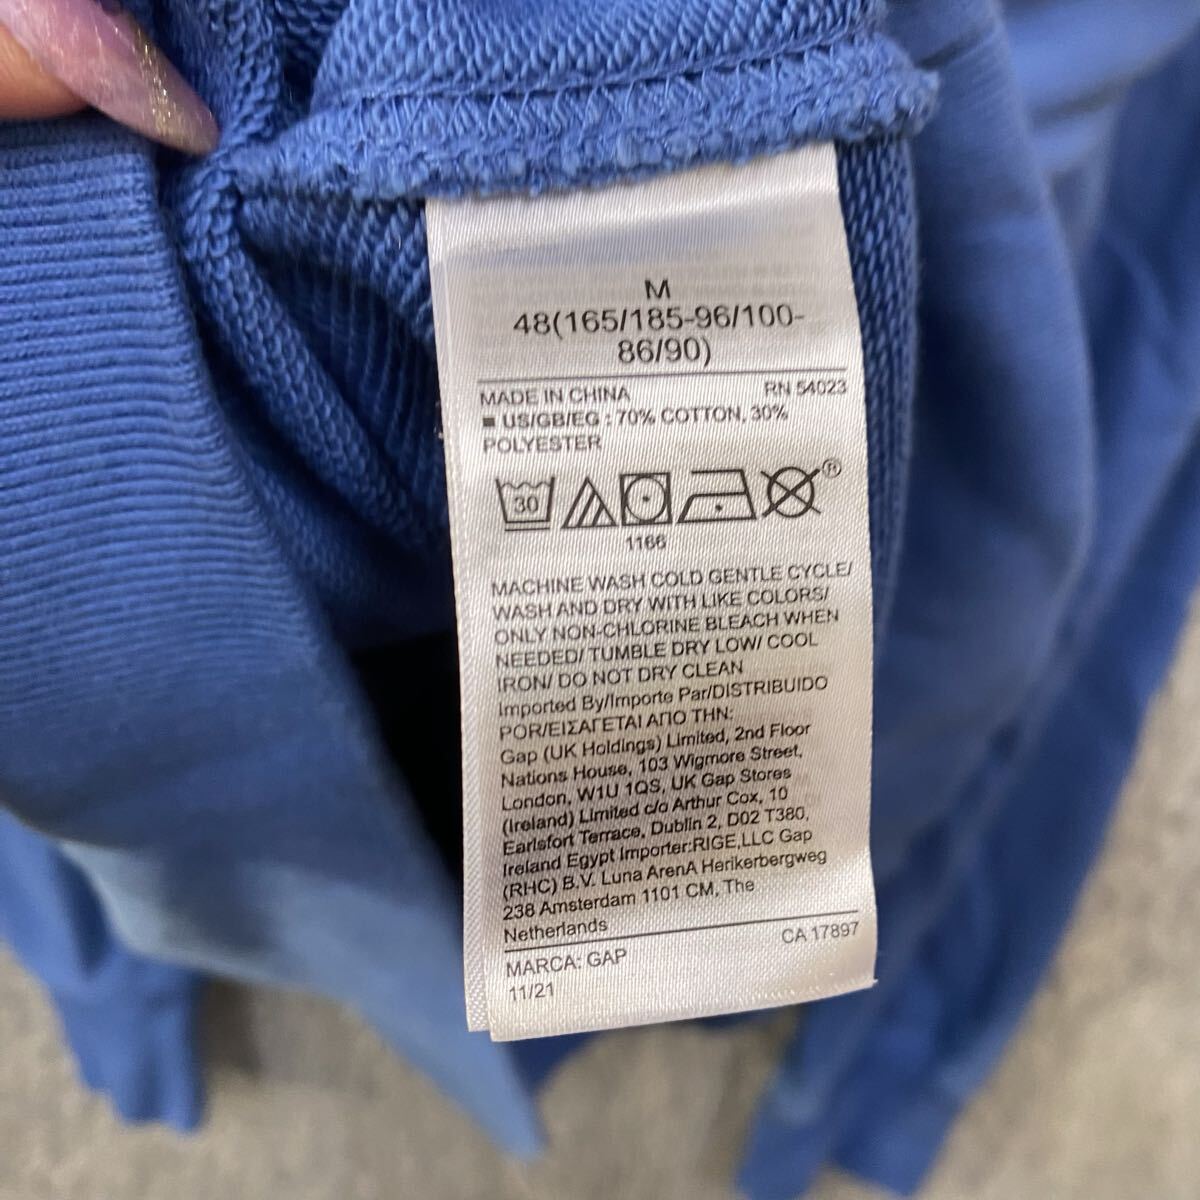 M
48(165/185-96/100-
86/90)
MADE IN CHINA RN 54023
US/GB/EG : 70% COTTON, 30%
POLYESTER
30 ®
1166
MACHINE WASH COLD GENTLE CYCLE/
WASH AND DRY WITH LIKE COLORS/
ONLY NON-CHLORINE BLEACH WHEN
NEEDED/ TUMBLE DRY LOW/ COOL
IRON/ DO NOT DRY CLEAN
Imported By/Importe Par/DISTRIBUIDO
POR/ΕΙΣΑΓΕΤΑΙ ΑΠΟ ΤΗΝ:
Gap (UK Holdings) Limited, 2nd Floor
Nations House, 103 Wigmore Street,
London, W1U 1QS, UK Gap Stores
(Ireland) Limited c/o Arthur Cox, 10
Earlsfort Terrace, Dublin 2, D02 T380,
Ireland Egypt Importer:RIGE,LLC Gap
(RHC) B.V. Luna ArenA Herikerbergweg
238 Amsterdam 1101 CM, The
Netherlands
CA 17897
MARCA: GAP
11/21